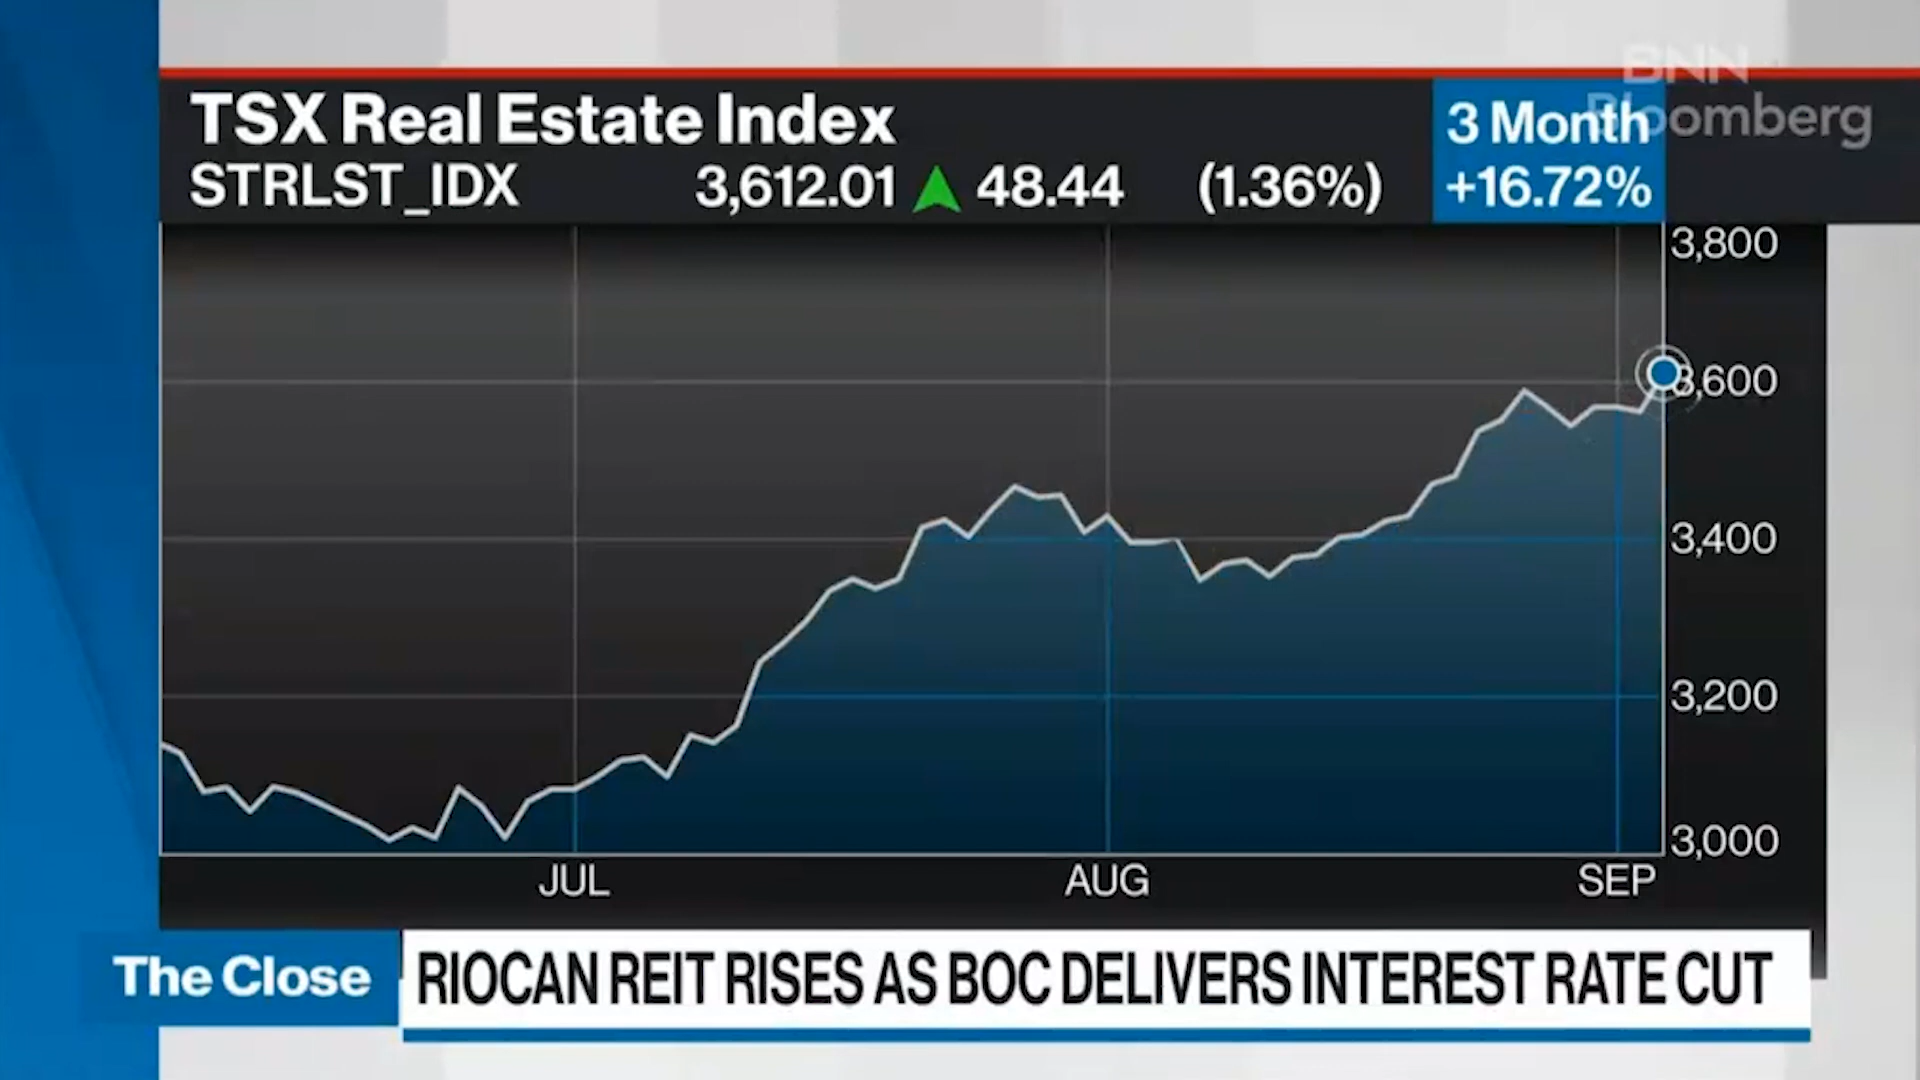 BNN
Bloomberg
TSX Real Estate Index
3 Month
STRLST_IDX 3,612.01 ▲ 48.44 (1.36%)
+16.72%
3,800
3,600
3,400
3,200
3,000
JUL AUG SEP
The Close
RIOCAN REIT RISES AS BOC DELIVERS INTEREST RATE CUT